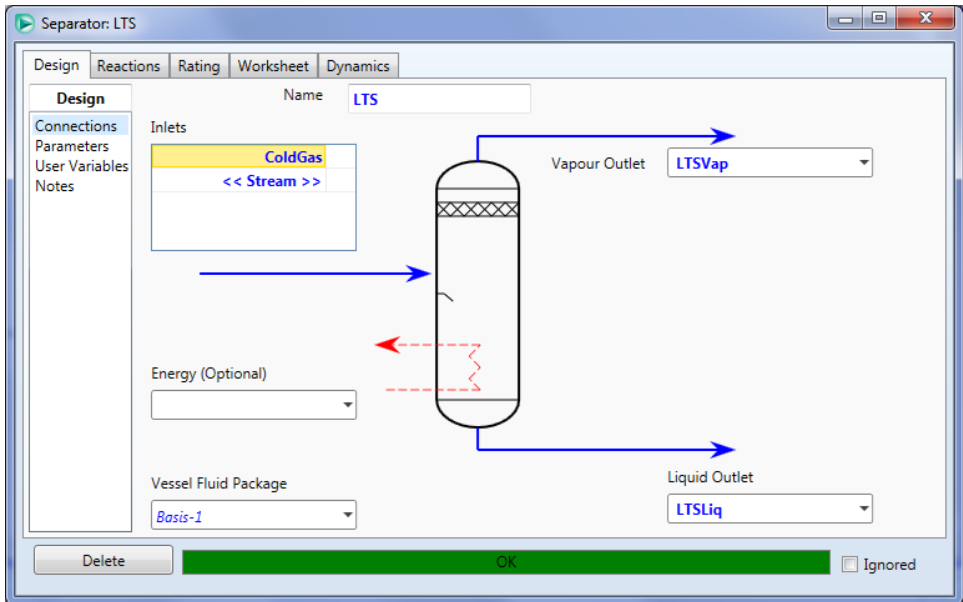 Separator: LTS
Design Reactions Rating Worksheet Dynamics
Design
Connections
Parameters
User Variables
Notes
Name LTS
Inlets
ColdGas
<< Stream >>
Vapour Outlet LTSVap
Energy (Optional)
Vessel Fluid Package
Basis-1
Liquid Outlet
LTSLiq
Delete OK Ignored